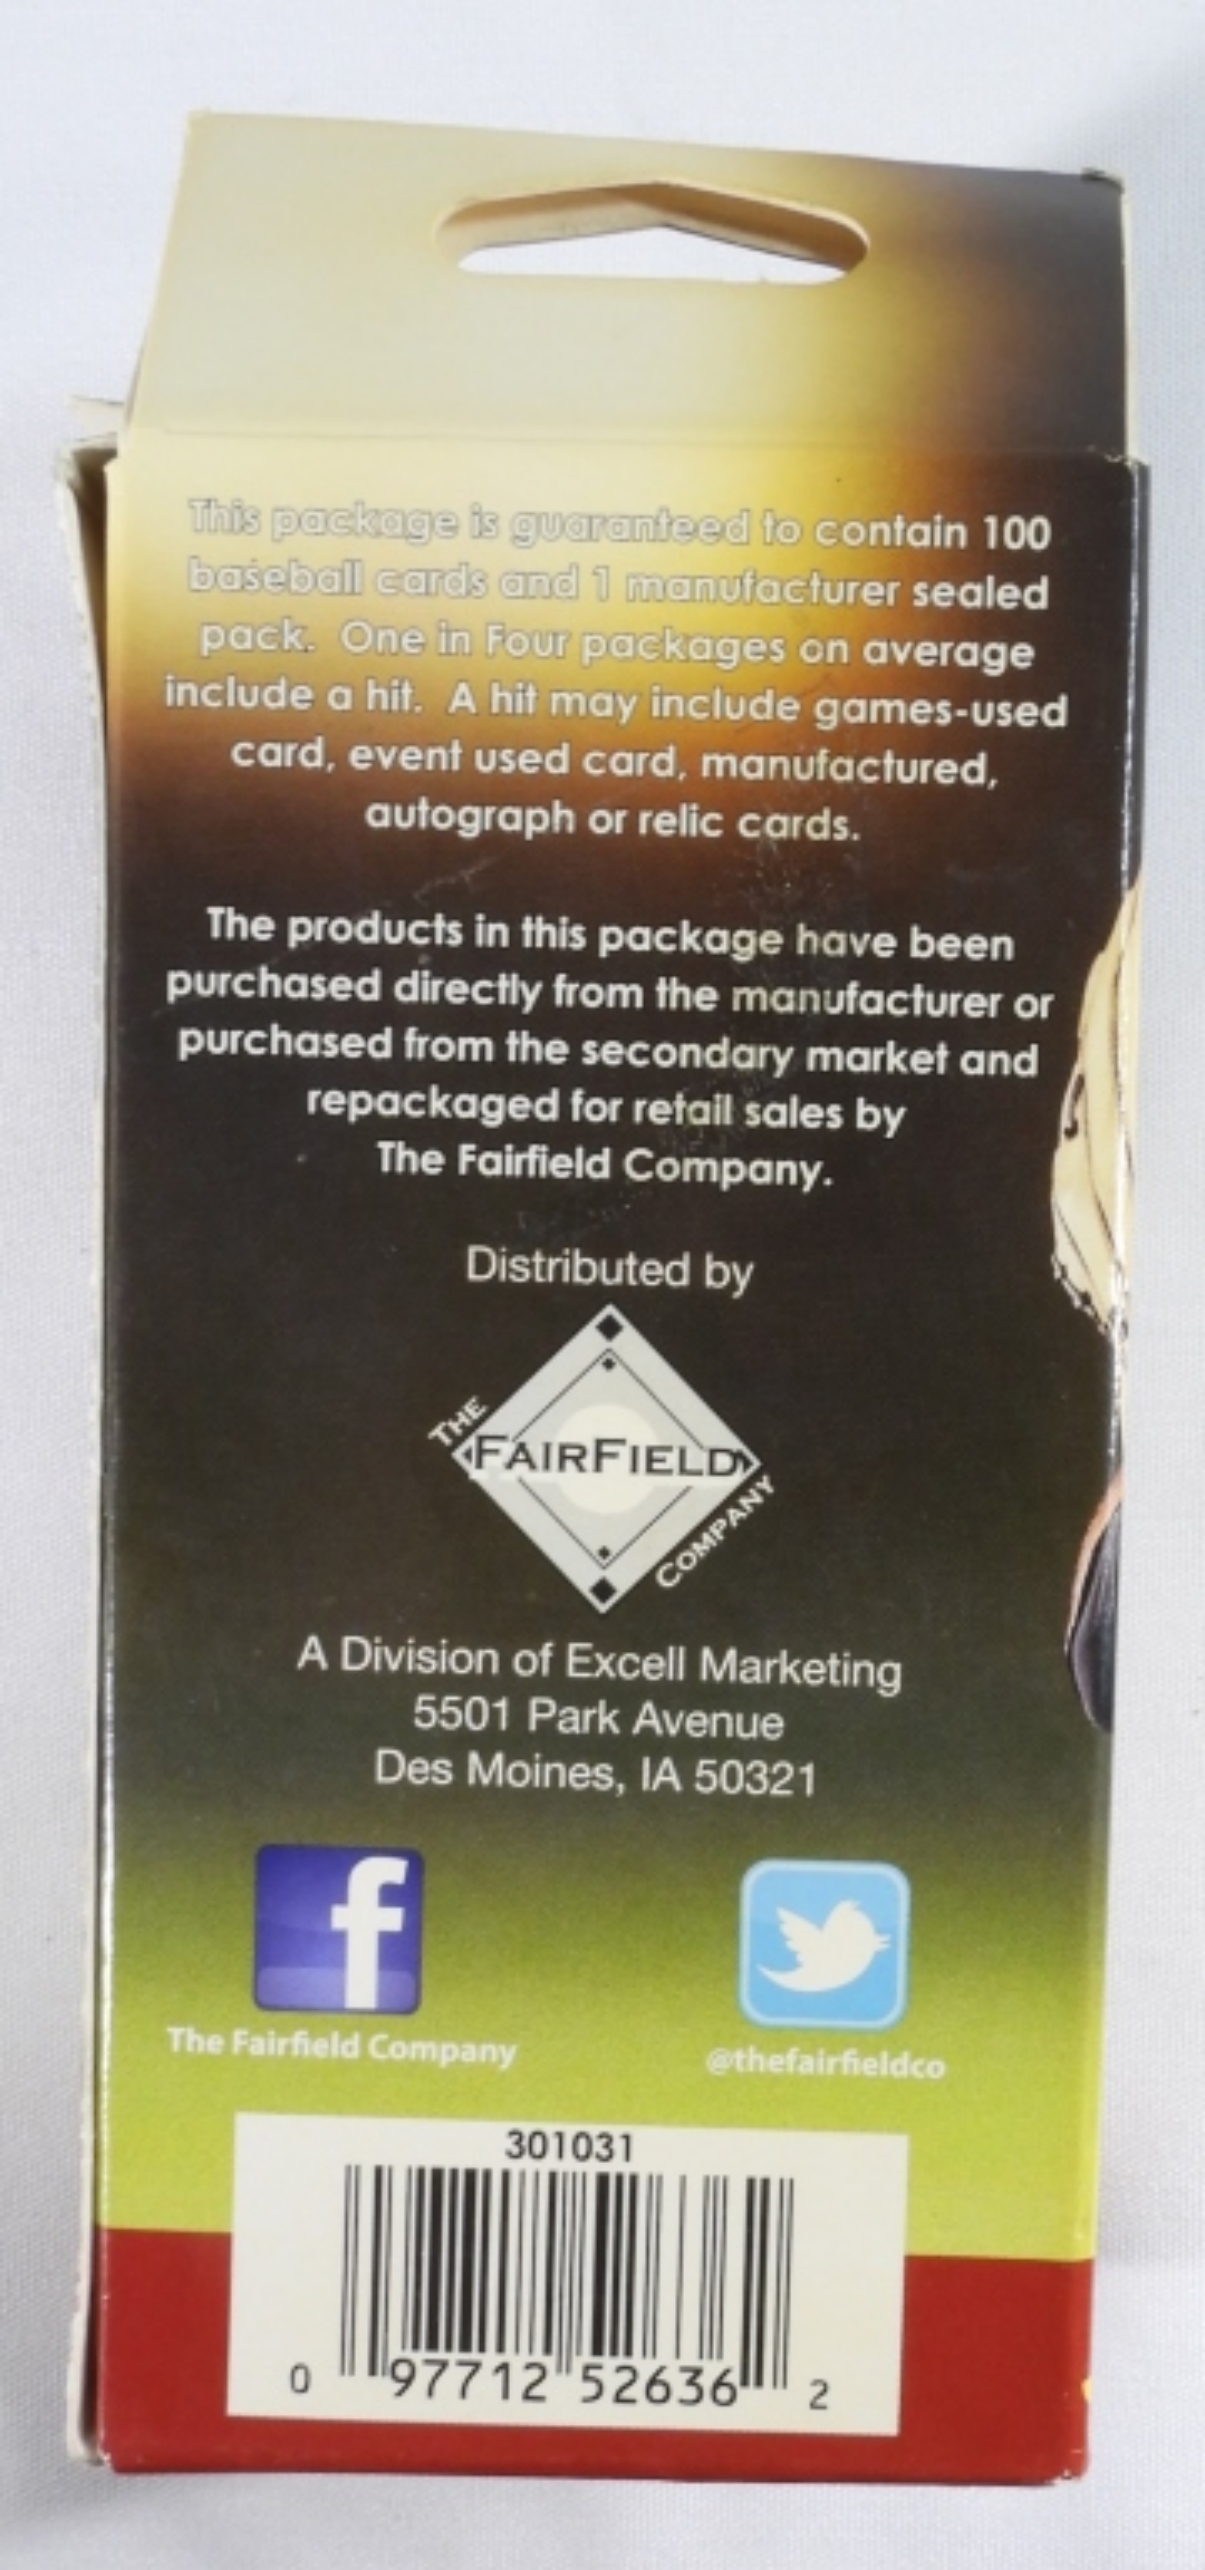 This package is guaranteed to contain 100
baseball cards and 1 manufacturer sealed
pack. One in Four packages on average
include a hit. A hit may include games-used
card, event used card, manufactured,
autograph or relic cards.
The products in this package have been
purchased directly from the manufacturer or
purchased from the secondary market and
repackaged for retail sales by
The Fairfield Company.
Distributed by
THE
FAIRFIELD
COMPANY
A Division of Excell Marketing
5501 Park Avenue
Des Moines, IA 50321
f
The Fairfield Company
@thefairfieldco
301031
0 97712 52636 2